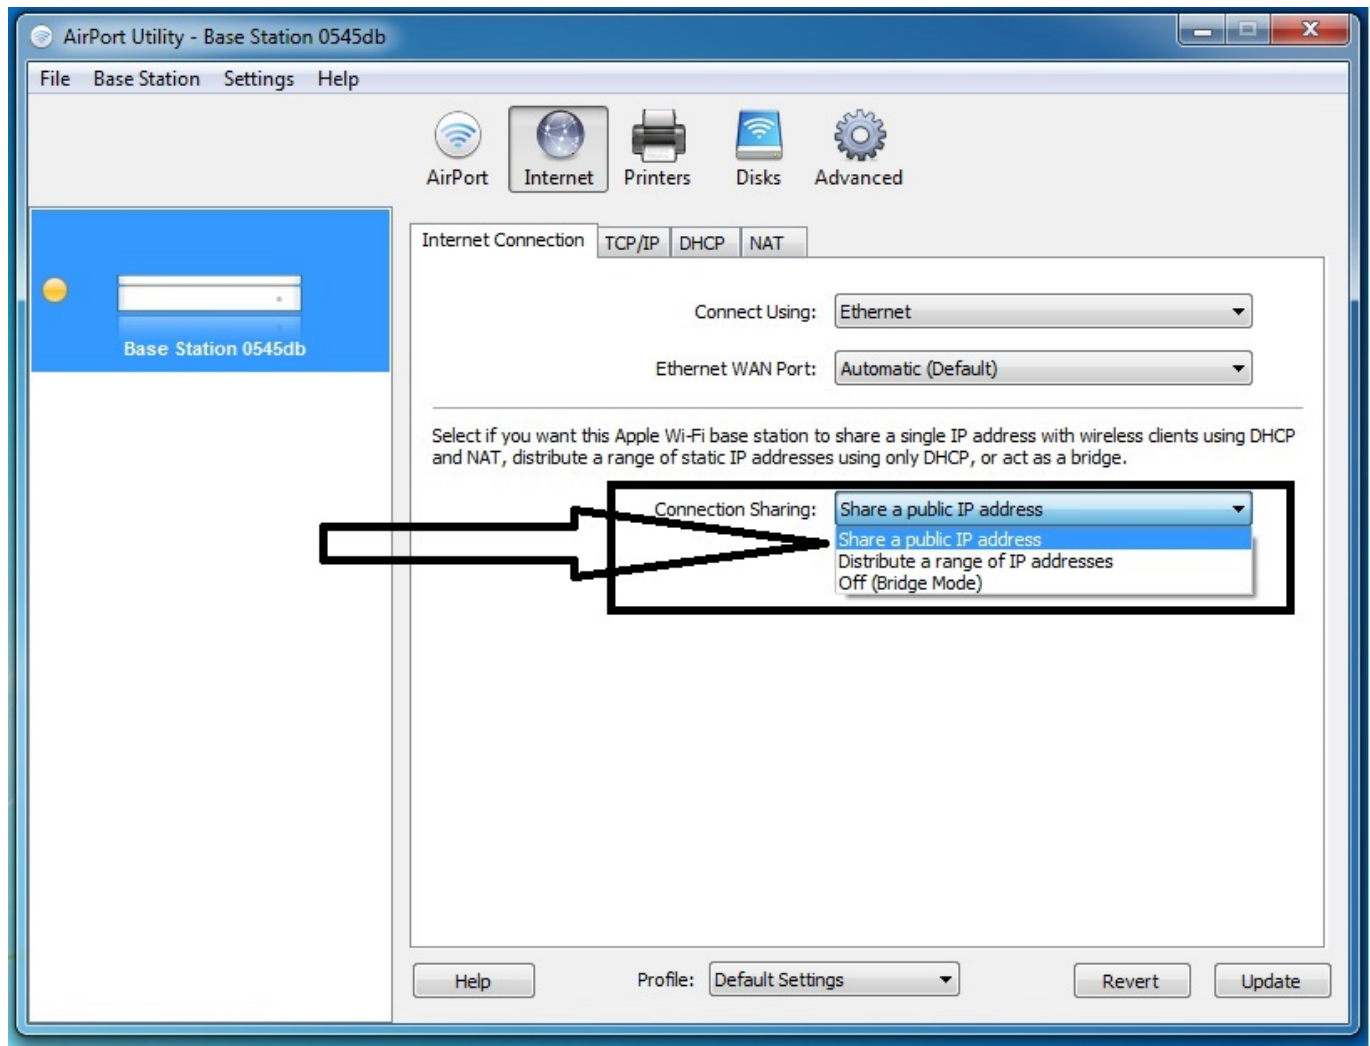 AirPort Utility - Base Station 0545db
File Base Station Settings Help
AirPort Internet Printers Disks Advanced
Internet Connection TCP/IP DHCP NAT
Base Station 0545db
Connect Using: Ethernet
Ethernet WAN Port: Automatic (Default)
Select if you want this Apple Wi-Fi base station to share a single IP address with wireless clients using DHCP
and NAT, distribute a range of static IP addresses using only DHCP, or act as a bridge.
Connection Sharing: Share a public IP address
Share a public IP address
Distribute a range of IP addresses
Off (Bridge Mode)
Help Profile: Default Settings Revert Update